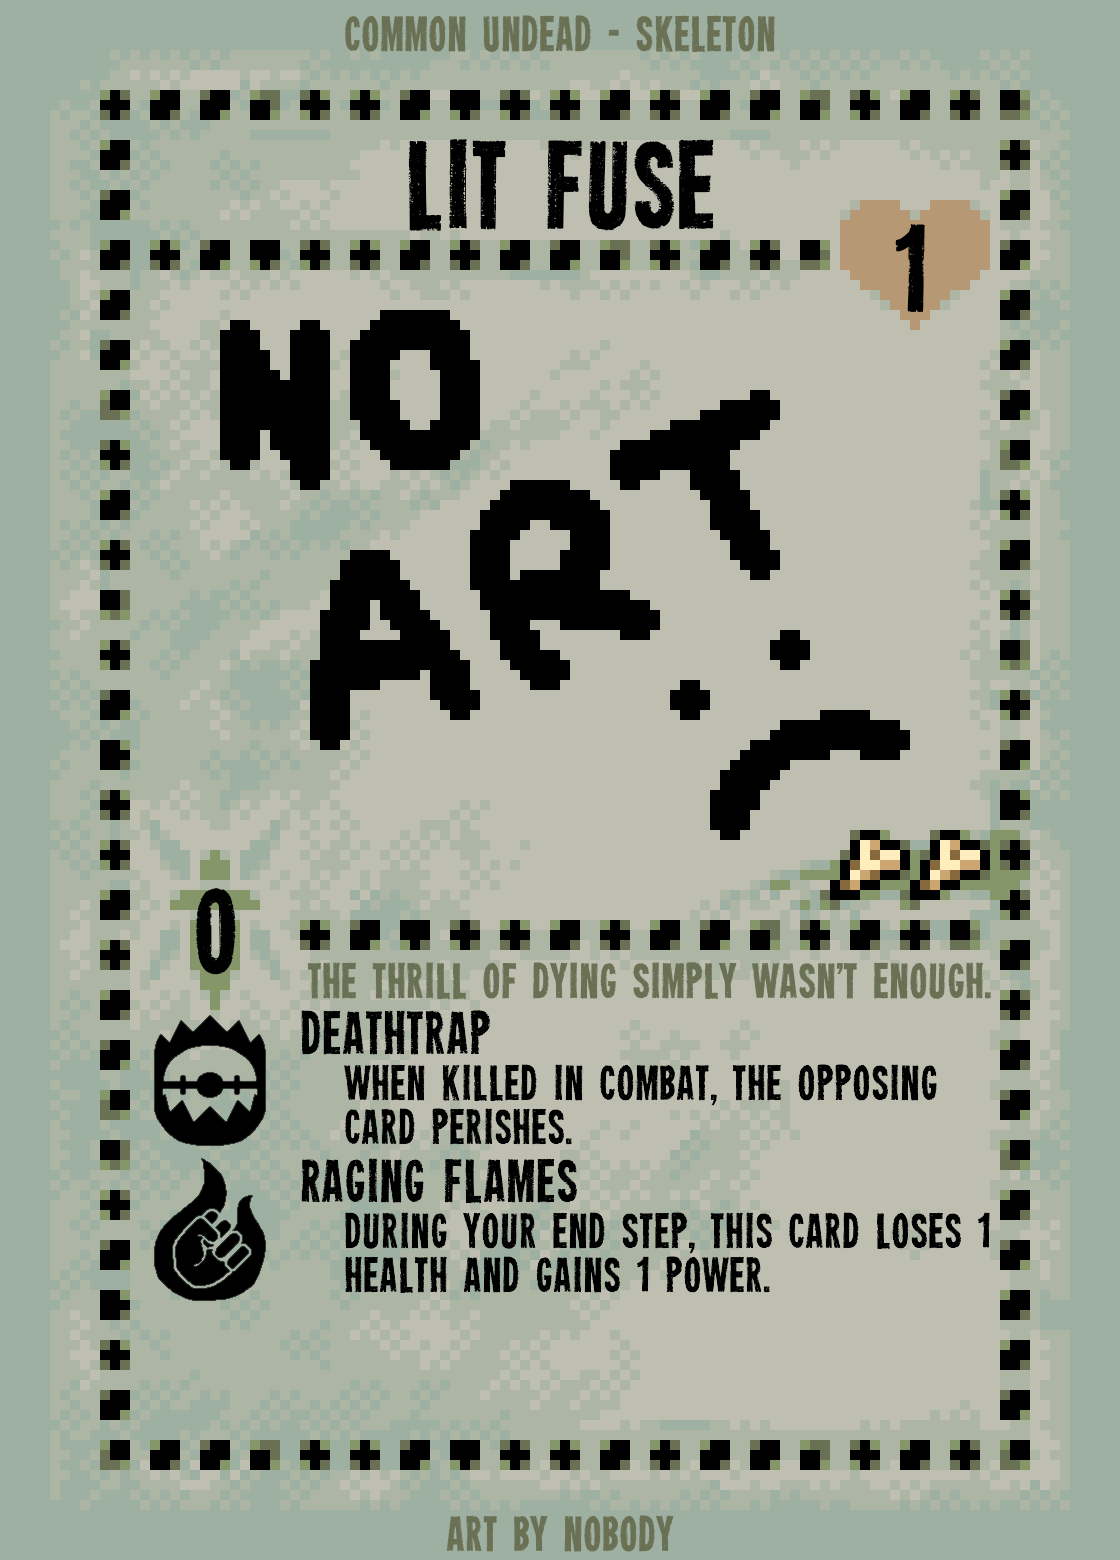 COMMON UNDEAD - SKELETON
LIT FUSE
1
NO
ART
:(
0
THE THRILL OF DYING SIMPLY WASN'T ENOUGH.
DEATHTRAP
WHEN KILLED IN COMBAT, THE OPPOSING
CARD PERISHES.
RAGING FLAMES
DURING YOUR END STEP, THIS CARD LOSES 1
HEALTH AND GAINS 1 POWER.
ART BY NOBODY